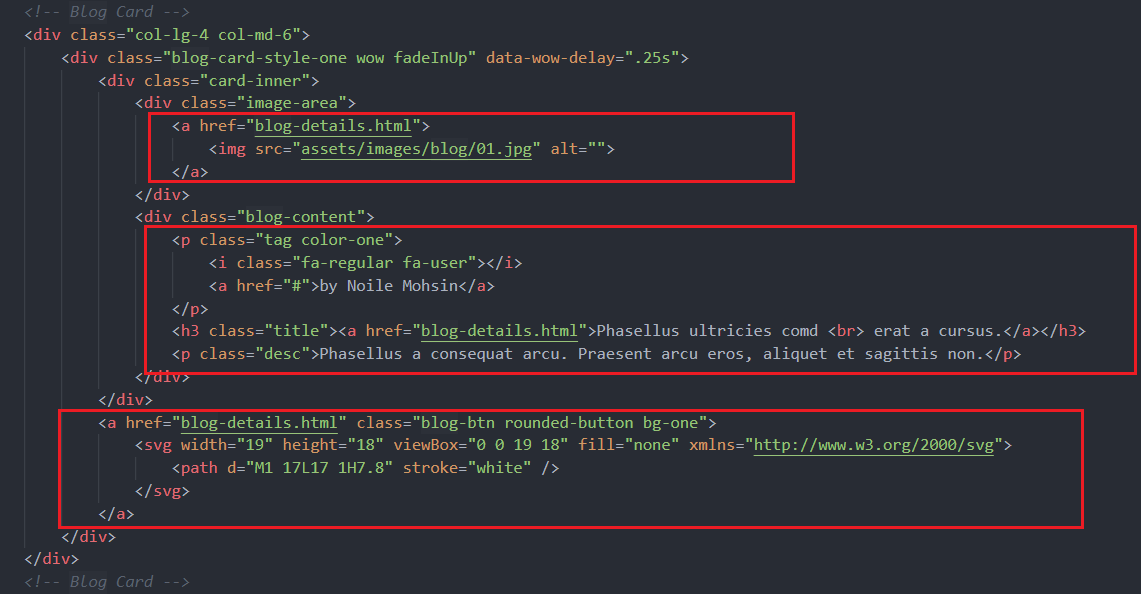 <!-- Blog Card -->
<div class="col-lg-4 col-md-6">
<div class="blog-card-style-one wow fadeInUp" data-wow-delay=".25s">
<div class="card-inner">
<div class="image-area">
<a href="blog-details.html">
<img src="assets/images/blog/01.jpg" alt="">
</a>
</div>
<div class="blog-content">
<p class="tag color-one">
<i class="fa-regular fa-user"></i>
<a href="#">by Noile Mohsin</a>
</p>
<h3 class="title"><a href="blog-details.html">Phasellus ultricies comd <br> erat a cursus.</a></h3>
<p class="desc">Phasellus a consequat arcu. Praesent arcu eros, aliquet et sagittis non.</p>
</div>
</div>
<a href="blog-details.html" class="blog-btn rounded-button bg-one">
<svg width="19" height="18" viewBox="0 0 19 18" fill="none" xmlns="http://www.w3.org/2000/svg">
<path d="M1 17L17 1H7.8" stroke="white" />
</svg>
</a>
</div>
</div>
<!-- Blog Card -->